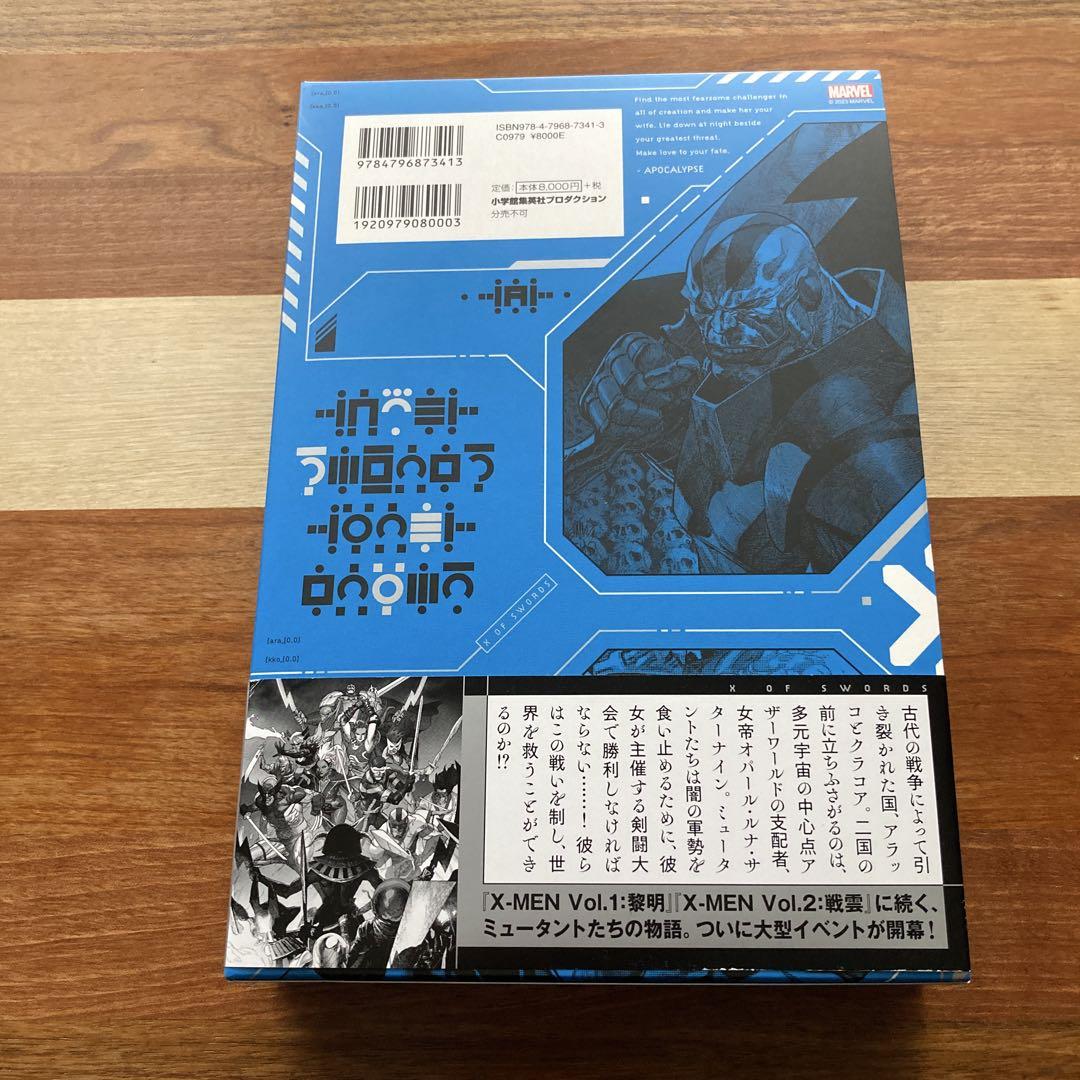 [ara_[0.0]
[kko_[0.0]
ISBN978-4-7968-7341-3
C0979 ¥8000E
9784796873413
定価：本体8,000円+税
小学館集英社プロダクション
分売不可
1920979080003
MARVEL
© 2023 MARVEL
Find the most fearsome challenger in
all of creation and make her your
wife. Lie down at night beside
your greatest threat.
Make love to your fate.
- APOCALYPSE
X OF SWORDS
[ara_[0.0]
[kko_[0.0]
X OF SWORDS
古代の戦争によって引
き裂かれた国、アラッ
コとクラコア。二国の
前に立ちふさがるのは、
多元宇宙の中心点ア
ザーワールドの支配者、
女帝オパール・ルナ・サ
ターナイン。ミュータ
ントたちは闇の軍勢を
食い止めるために、彼
女が主催する剣闘大
会で勝利しなければ
ならない……！彼ら
はこの戦いを制し、世
界を救うことができ
るのか!?
『X-MEN Vol.1：黎明』『X-MEN Vol.2：戦雲』に続く、
ミュータントたちの物語。ついに大型イベントが開幕！